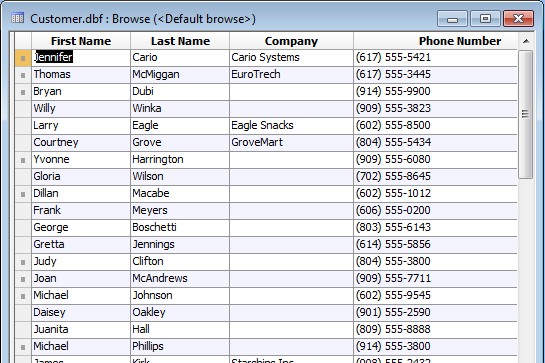 Customer.dbf : Browse (<Default browse>)
First Name Last Name Company Phone Number
Jennifer Cario Cario Systems (617) 555-5421
Thomas McMiggan EuroTrech (617) 555-3445
Bryan Dubi (914) 555-9900
Willy Winka (909) 555-3823
Larry Eagle Eagle Snacks (602) 555-8500
Courtney Grove GroveMart (804) 555-5434
Yvonne Harrington (909) 555-6080
Gloria Wilson (702) 555-8645
Dillan Macabe (602) 555-1012
Frank Meyers (606) 555-0200
George Boschetti (803) 555-6143
Gretta Jennings (614) 555-5856
Judy Clifton (804) 555-3800
Joan McAndrews (909) 555-7711
Michael Johnson (602) 555-9545
Daisey Oakley (901) 555-2590
Juanita Hall (809) 555-8888
Michael Phillips (914) 555-3800
James Kirk Starships Inc (908) 555-2432